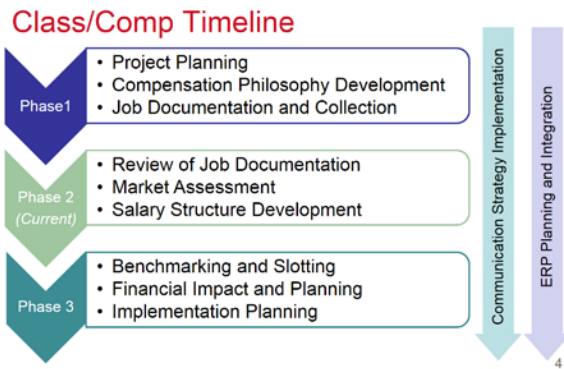 Class/Comp Timeline
Phase1
• Project Planning
• Compensation Philosophy Development
• Job Documentation and Collection
Phase 2
(Current)
• Review of Job Documentation
• Market Assessment
• Salary Structure Development
Phase 3
• Benchmarking and Slotting
• Financial Impact and Planning
• Implementation Planning
Communication Strategy Implementation
ERP Planning and Integration
4